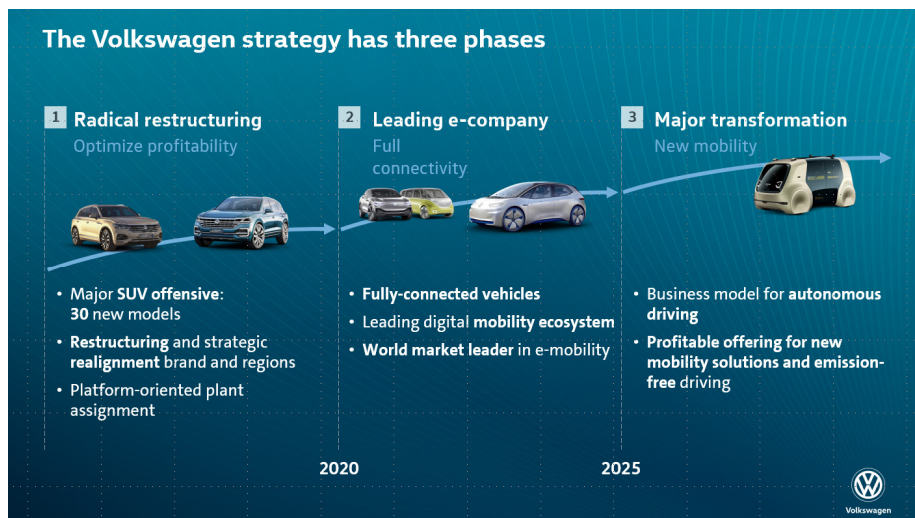 The Volkswagen strategy has three phases
1 Radical restructuring
Optimize profitability
2 Leading e-company
Full
connectivity
3 Major transformation
New mobility
• Major SUV offensive:
30 new models
• Restructuring and strategic
realignment brand and regions
• Platform-oriented plant
assignment
• Fully-connected vehicles
• Leading digital mobility ecosystem
• World market leader in e-mobility
• Business model for autonomous
driving
• Profitable offering for new
mobility solutions and emission-
free driving
2020
2025
Volkswagen